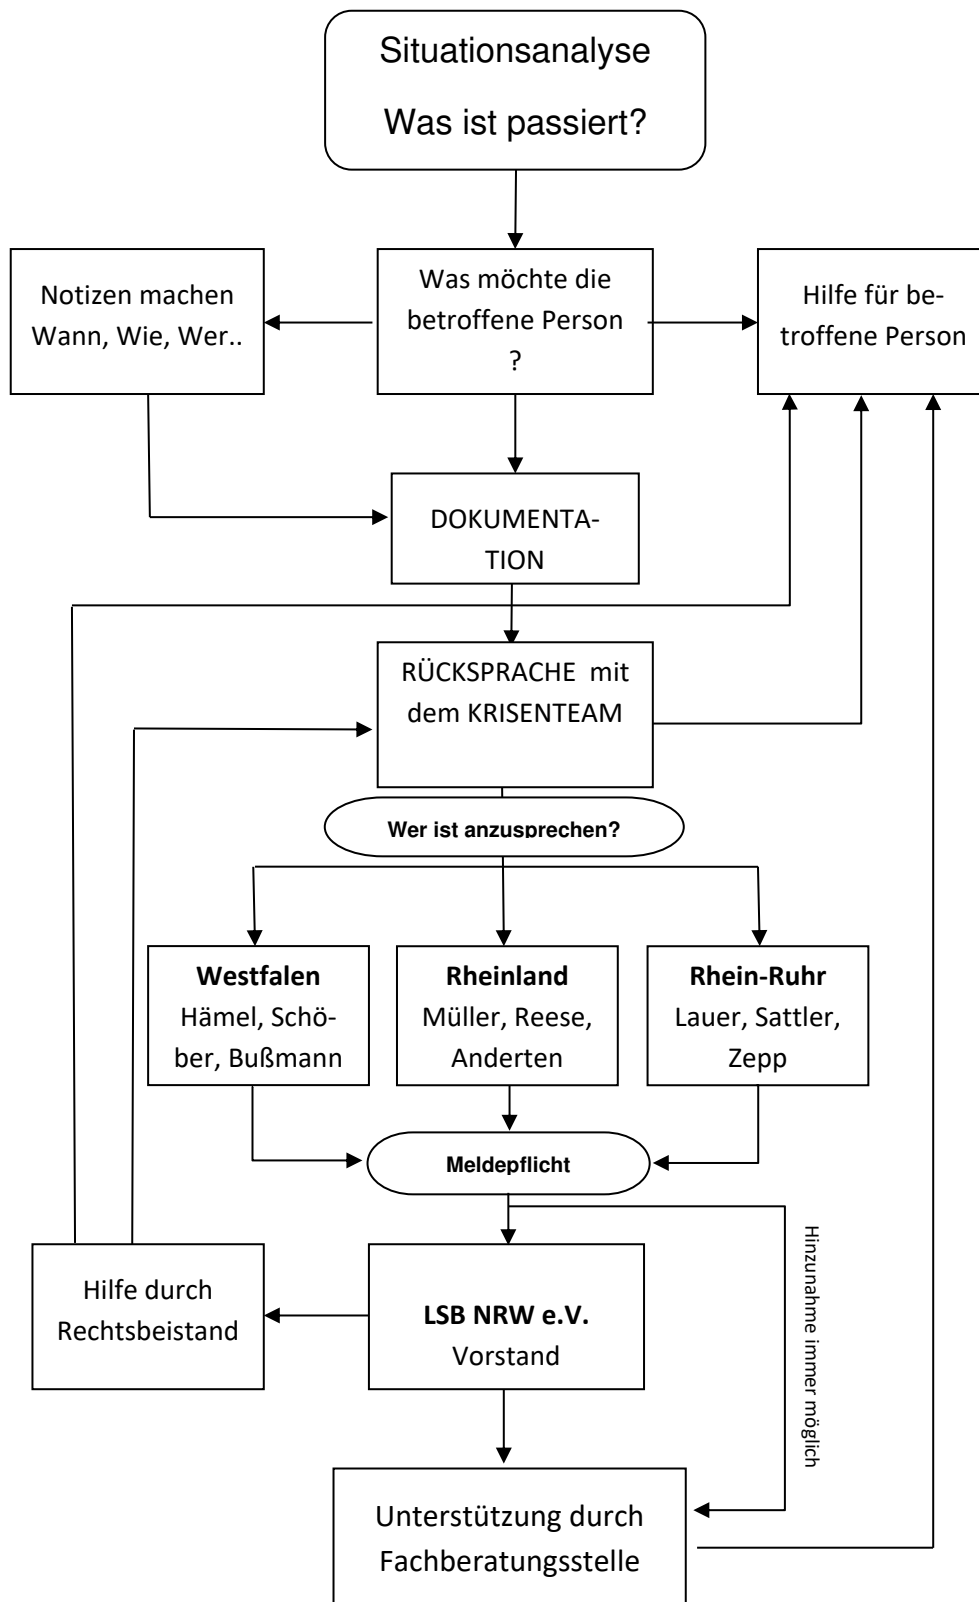 Situationsanalyse
Was ist passiert?
Notizen machen
Wann, Wie, Wer..
Was möchte die
betroffene Person
?
Hilfe für be-
troffene Person
DOKUMENTA-
TION
RÜCKSPRACHE mit
dem KRISENTEAM
Wer ist anzusprechen?
Westfalen
Hämel, Schö-
ber, Bußmann
Rheinland
Müller, Reese,
Anderten
Rhein-Ruhr
Lauer, Sattler,
Zepp
Meldepflicht
Hinzunahme immer möglich
Hilfe durch
Rechtsbeistand
LSB NRW e.V.
Vorstand
Unterstützung durch
Fachberatungsstelle